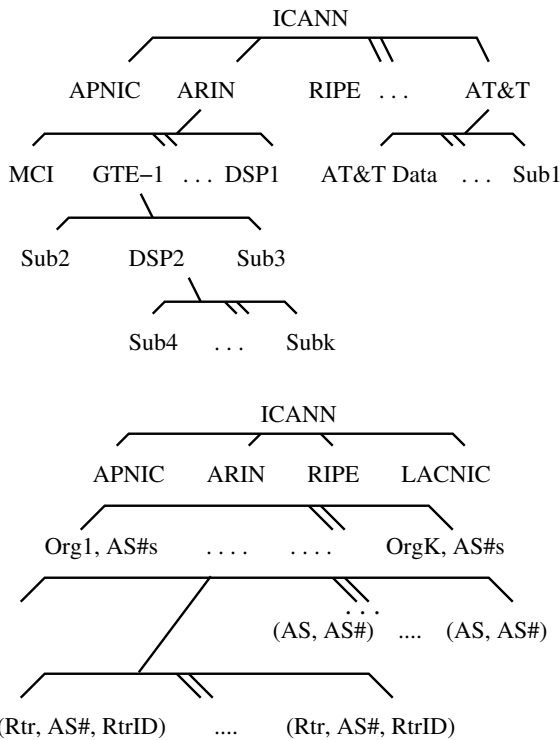 ICANN
APNIC ARIN RIPE . . . AT&T
MCI GTE−1 . . . DSP1 AT&T Data . . . Sub1
Sub2 DSP2 Sub3
Sub4 . . . Subk
ICANN
APNIC ARIN RIPE LACNIC
Org1, AS#s . . . . . . . . OrgK, AS#s
. . .
(AS, AS#) .... (AS, AS#)
(Rtr, AS#, RtrID) .... (Rtr, AS#, RtrID)